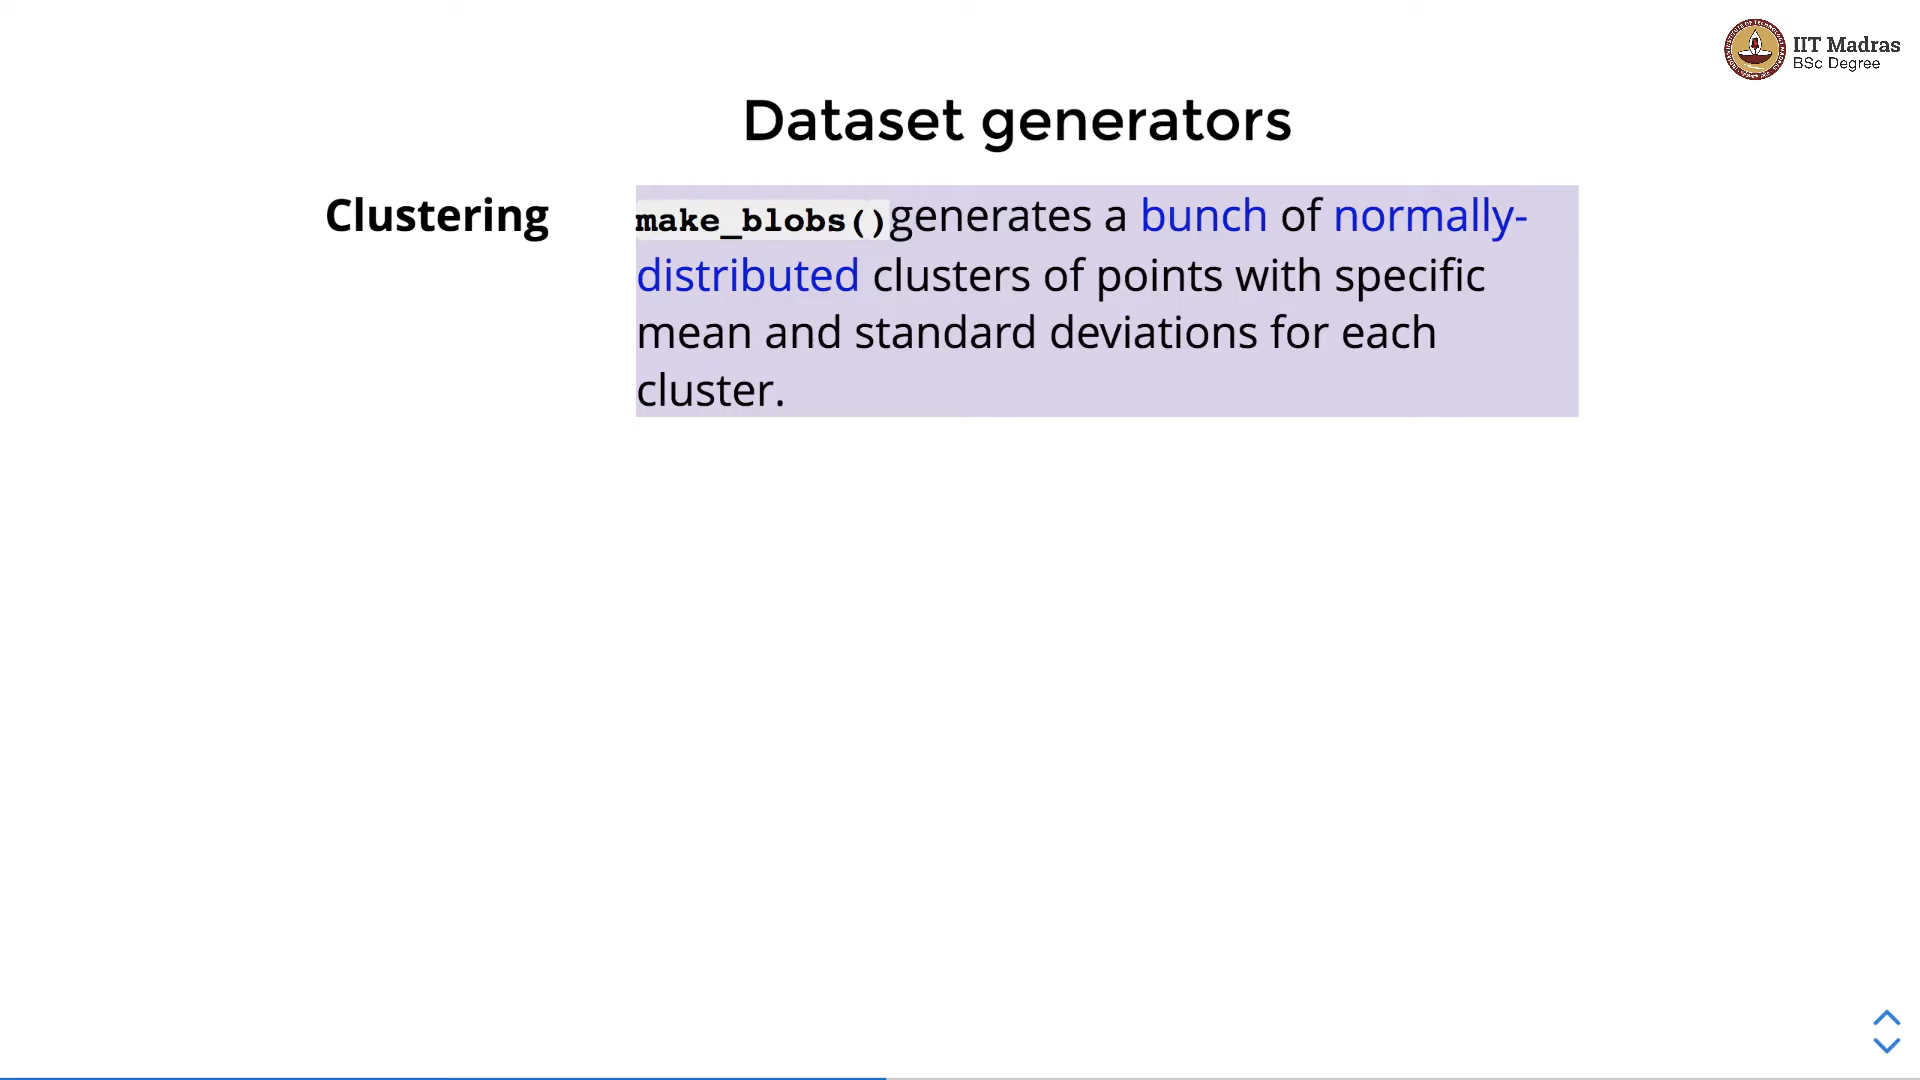 IIT Madras
BSc Degree
Dataset generators
Clustering
make_blobs()generates a bunch of normally-
distributed clusters of points with specific
mean and standard deviations for each
cluster.